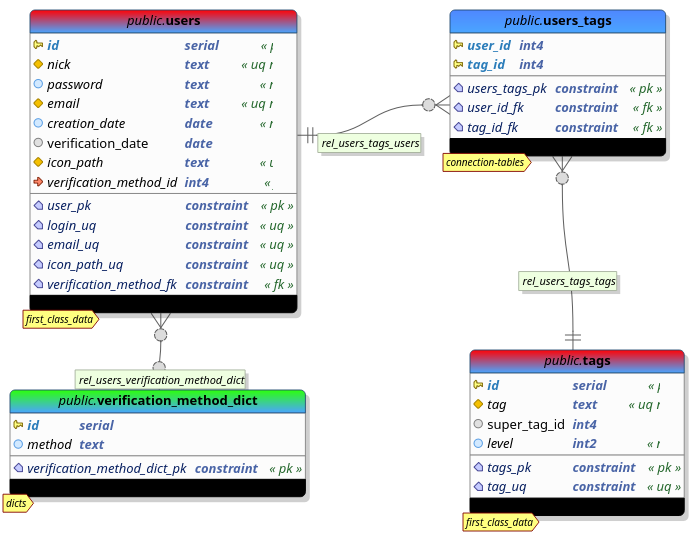 public.users
id serial «
nick text « uq
password text «
email text « uq
creation_date date «
verification_date date
icon_path text «
verification_method_id int4 «
user_pk constraint « pk »
login_uq constraint « uq »
email_uq constraint « uq »
icon_path_uq constraint « uq »
verification_method_fk constraint « fk »
first_class_data
rel_users_tags_users
public.users_tags
user_id int4
tag_id int4
users_tags_pk constraint « pk »
user_id_fk constraint « fk »
tag_id_fk constraint « fk »
connection-tables
rel_users_tags_tags
rel_users_verification_method_dict
public.verification_method_dict
id serial
method text
verification_method_dict_pk constraint « pk »
dicts
public.tags
id serial «
tag text « uq
super_tag_id int4
level int2 «
tags_pk constraint « pk »
tag_uq constraint « uq »
first_class_data